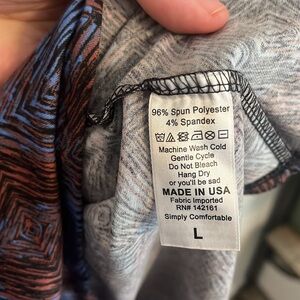 96% Spun Polyester
4% Spandex
Machine Wash Cold
Gentle Cycle
Do Not Bleach
Hang Dry
or you'll be sad
MADE IN USA
Fabric Imported
RN# 142161
Simply Comfortable
L